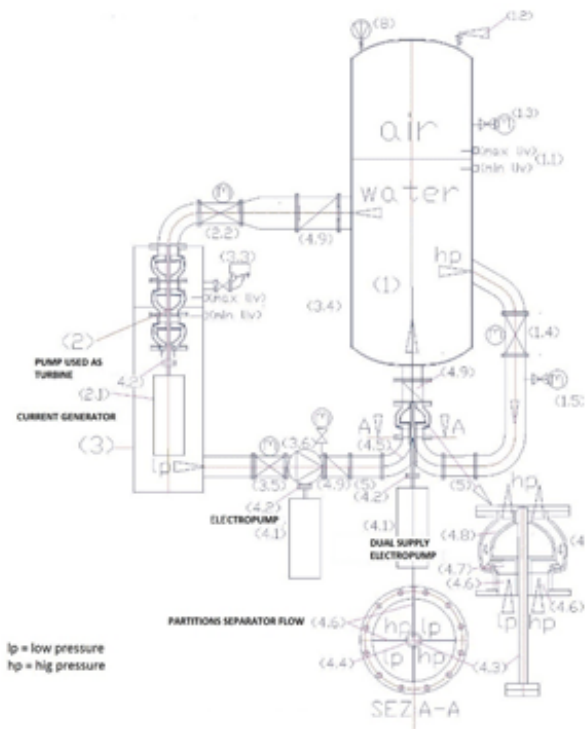 (8)
(1.2)
(1.3)
air
(max liv)
(1.1)
(min liv)
water
(M)
(2.2)
(4.9)
hp
(3.3)
(1)
(3.4)
(max liv)
(min liv)
(1.4)
(2)
PUMP USED AS
TURBINE
4.2)
(4.9)
(1.5)
(2.1)
CURRENT GENERATOR
A
A
(3)
(3.6)
(4.5)
lp
(3.5)
(4.9)
(5)
(4.2)
(5)
hp
(4.2)
ELECTROPUMP
(4.1)
(4.1)
DUAL SUPPLY
ELECTROPUMP
(4.8)
(4.7)
(4.6)
(4.6)
lp
hp
PARTITIONS SEPARATOR FLOW
(4.6)
hp
lp
(4.4)
lp
hp
(4.3)
lp = low pressure
hp = hig pressure
SEZ A-A